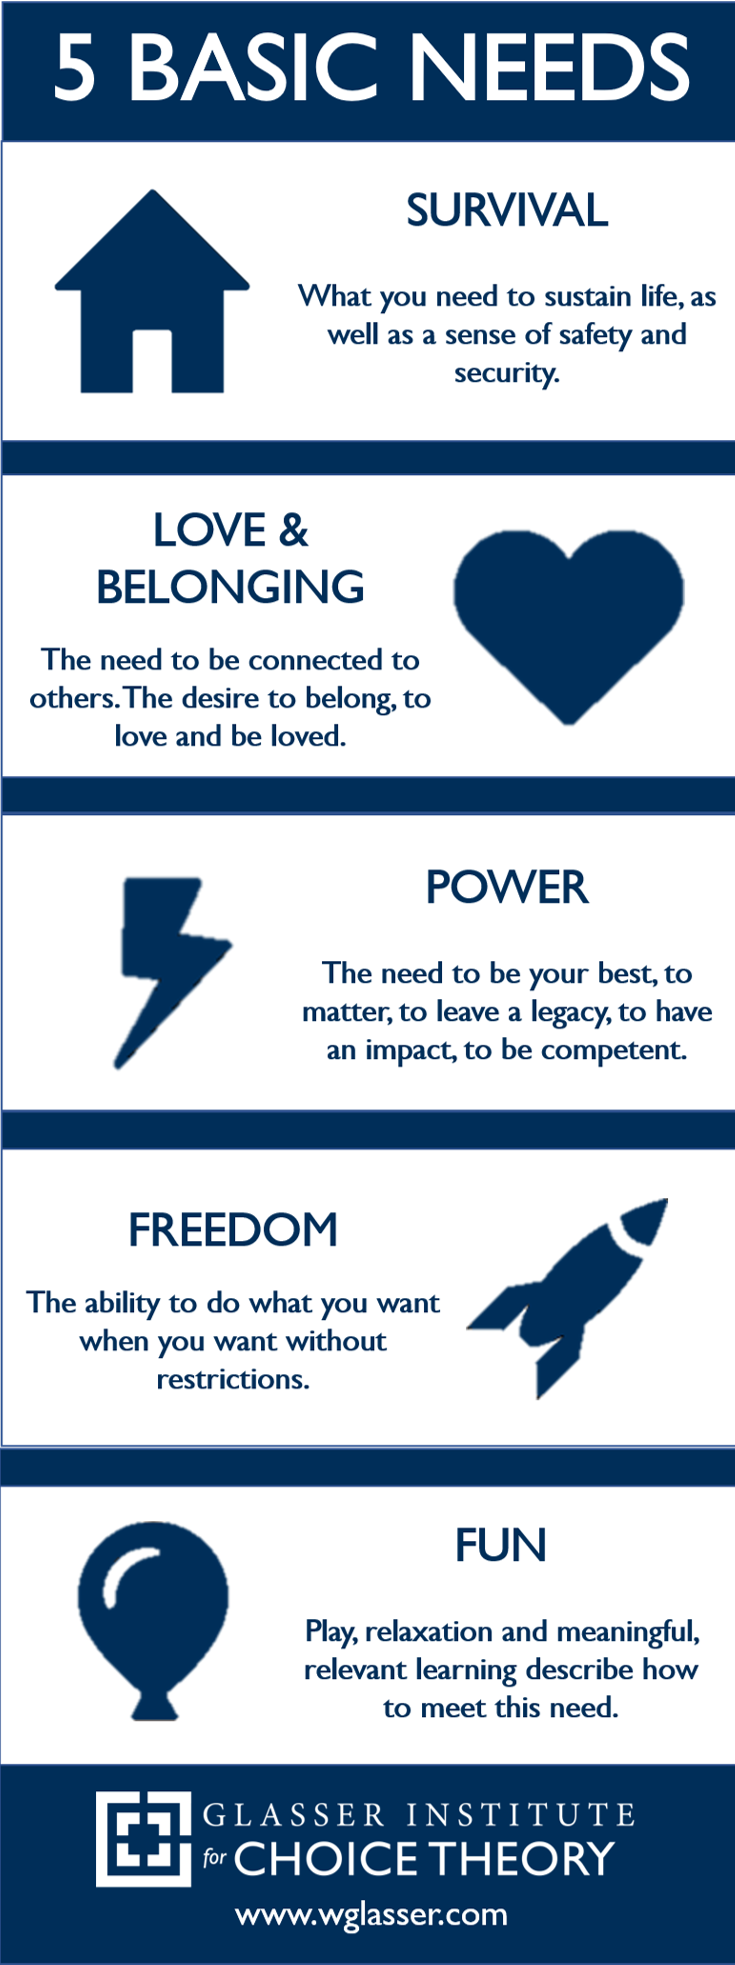 5 BASIC NEEDS
SURVIVAL
What you need to sustain life, as
well as a sense of safety and
security.
LOVE &
BELONGING
The need to be connected to
others. The desire to belong, to
love and be loved.
POWER
The need to be your best, to
matter, to leave a legacy, to have
an impact, to be competent.
FREEDOM
The ability to do what you want
when you want without
restrictions.
FUN
Play, relaxation and meaningful,
relevant learning describe how
to meet this need.
GLASSER INSTITUTE
for CHOICE THEORY
www.wglasser.com